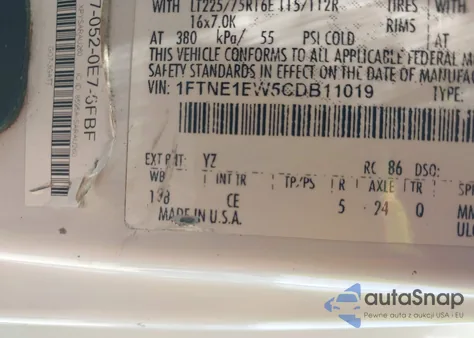 WITH LT225/75R16E 115/112R TIRES
16x7.0K RIMS
AT 380 kPa/ 55 PSI COLD AT
THIS VEHICLE CONFORMS TO ALL APPLICABLE FEDERAL M
SAFETY STANDARDS IN EFFECT ON THE DATE OF MANUFAC
VIN: 1FTNE1EW5CDB11019 TYPE:
EXT PNT: YZ RC: 86 DSO:
WB INT TR TP/PS R AXLE TR
138 CE 5 24 0
MADE IN U.S.A.
MM
ULC
7-052-0E7-5FBF
autoSnap
Pewne auta z aukcji USA - EU